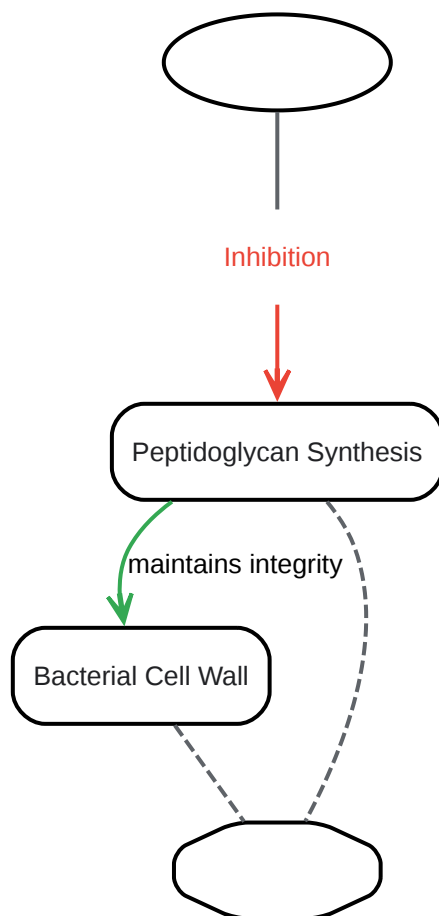 Inhibition
Peptidoglycan Synthesis
maintains integrity
Bacterial Cell Wall